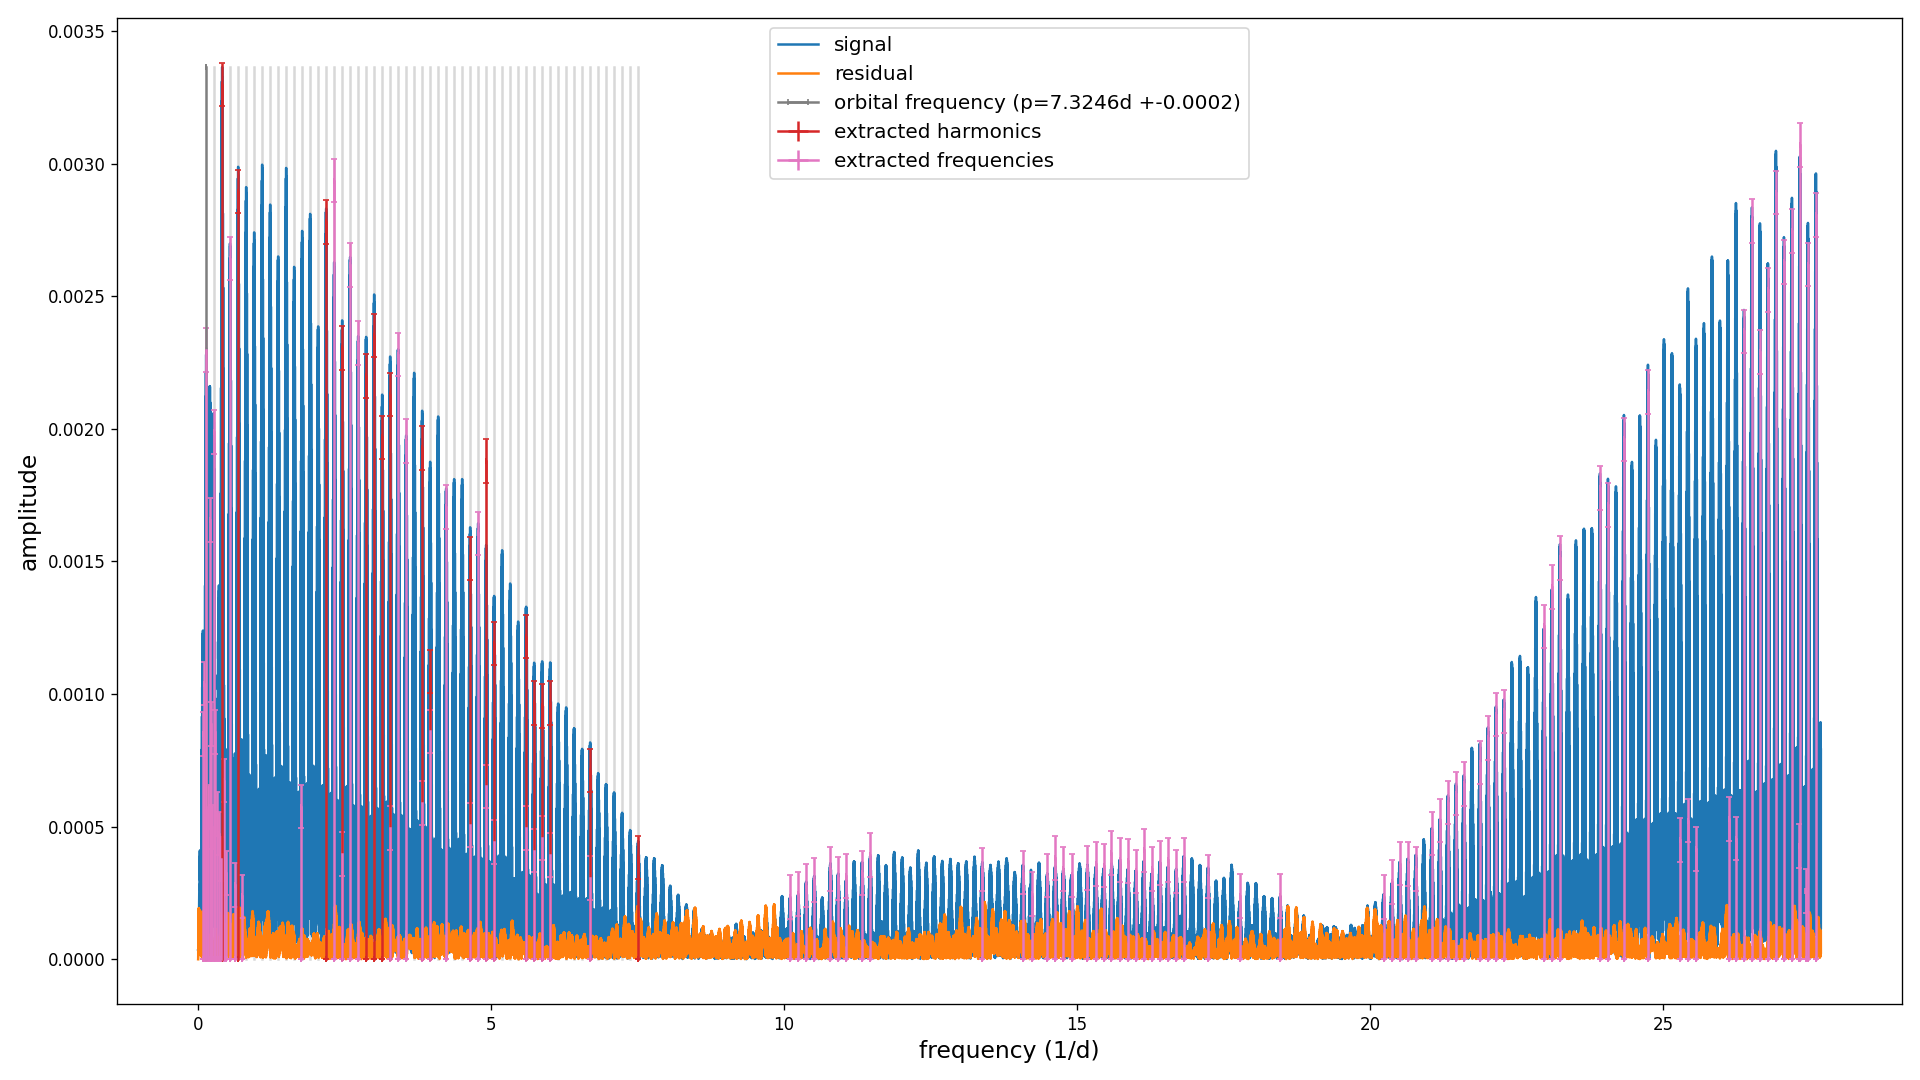 0.0035
0.0030
0.0025
0.0020
0.0015
0.0010
0.0005
0.0000
amplitude
signal
residual
orbital frequency (p=7.3246d +-0.0002)
extracted harmonics
extracted frequencies
0 5 10 15 20 25
frequency (1/d)